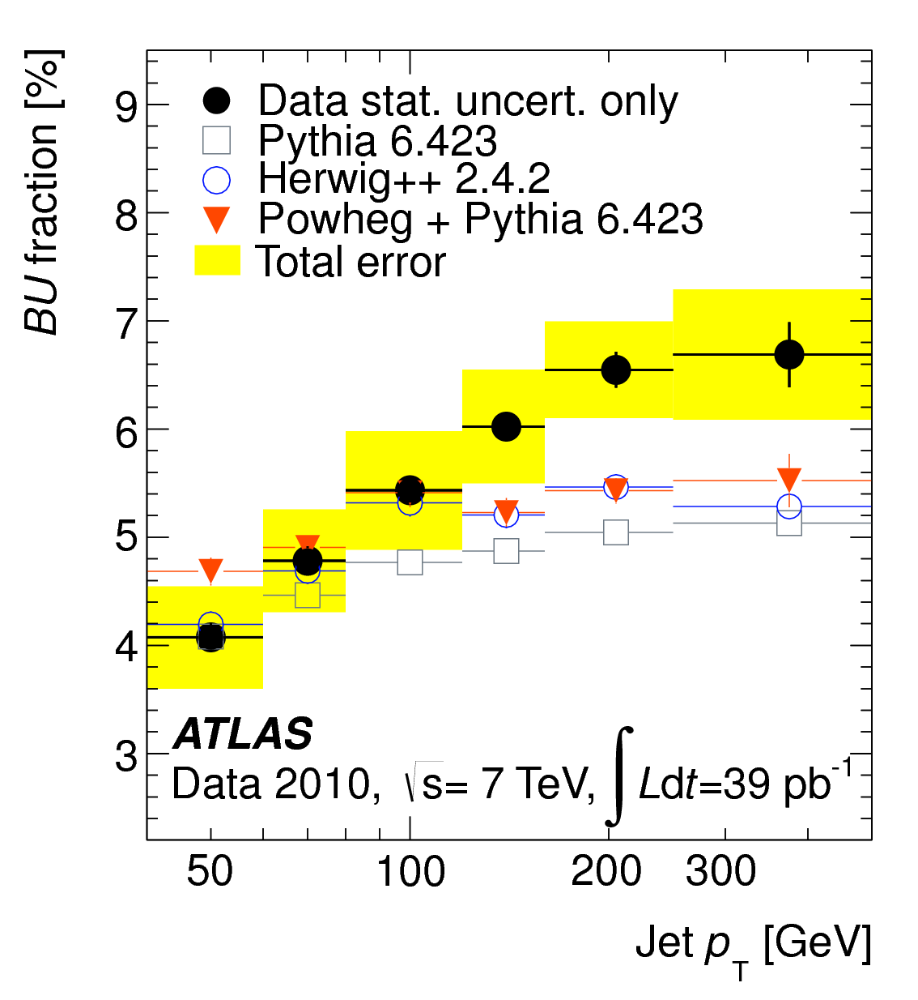 BU fraction [%]
9
8
7
6
5
4
3
Data stat. uncert. only
Pythia 6.423
Herwig++ 2.4.2
Powheg + Pythia 6.423
Total error
ATLAS
Data 2010, √s= 7 TeV, ∫Ldt=39 pb⁻¹
50 100 200 300
Jet p_T [GeV]